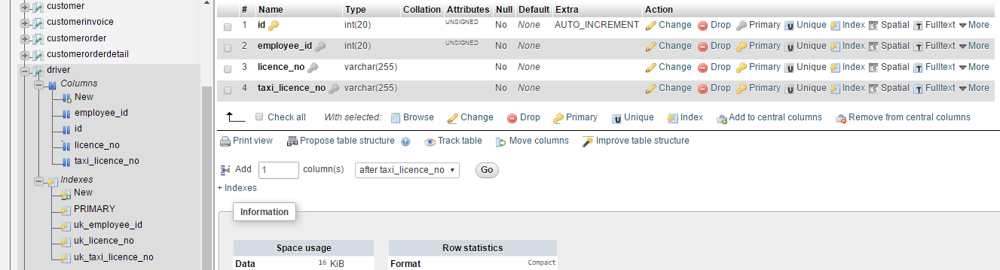 customer
customerinvoice
customerorder
customerorderdetail
driver
Columns
New
employee_id
id
licence_no
taxi_licence_no
Indexes
New
PRIMARY
uk_employee_id
uk_licence_no
uk_taxi_licence_no
# Name Type Collation Attributes Null Default Extra Action
1 id int(20) UNSIGNED No None AUTO_INCREMENT Change Drop Primary Unique Index Spatial Fulltext More
2 employee_id int(20) UNSIGNED No None Change Drop Primary Unique Index Spatial Fulltext More
3 licence_no varchar(255) No None Change Drop Primary Unique Index Spatial Fulltext More
4 taxi_licence_no varchar(255) No None Change Drop Primary Unique Index Spatial Fulltext More
Check all With selected: Browse Change Drop Primary Unique Index Add to central columns Remove from central columns
Print view Propose table structure Track table Move columns Improve table structure
Add 1 column(s) after taxi_licence_no Go
+ Indexes
Information
Space usage Row statistics
Data 16 KiB Format Compact